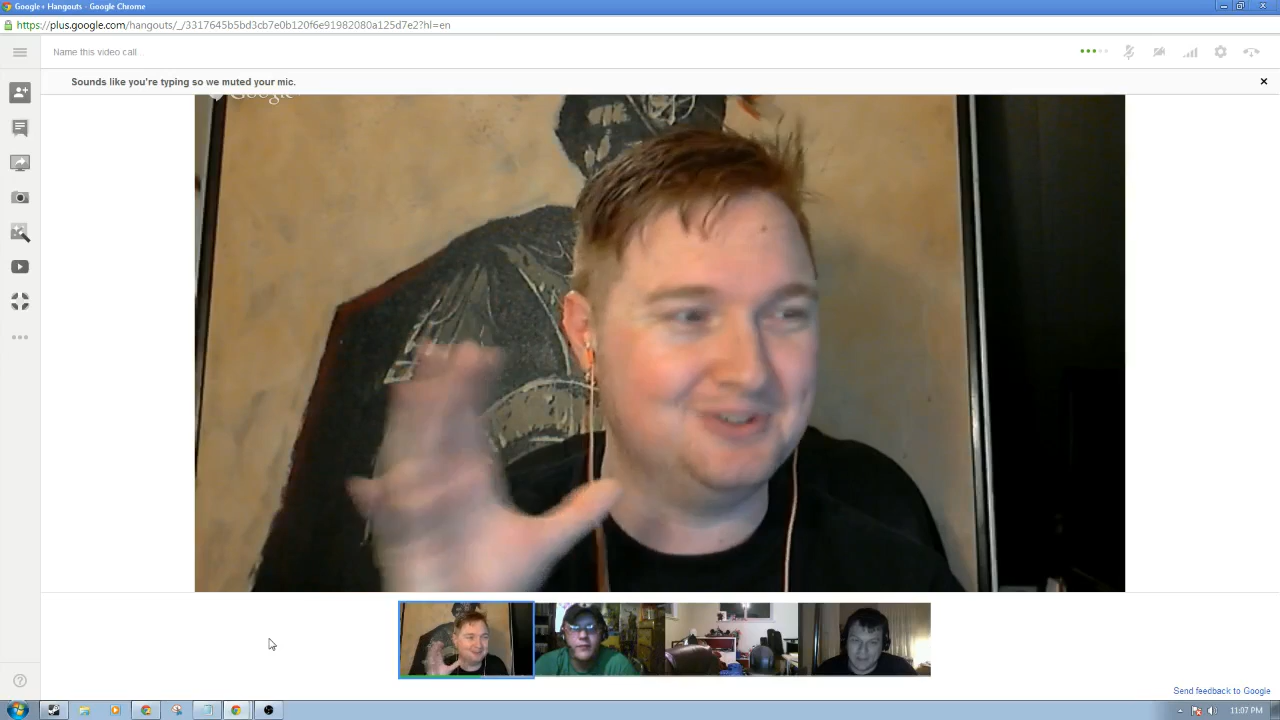 Google+ Hangouts - Google Chrome
https://plus.google.com/hangouts/_/3317645b5bd3cb7e0b120f6e91982080a125d7e2?hl=en
Name this video call...
Sounds like you're typing so we muted your mic.
Google
Send feedback to Google
11:07 PM